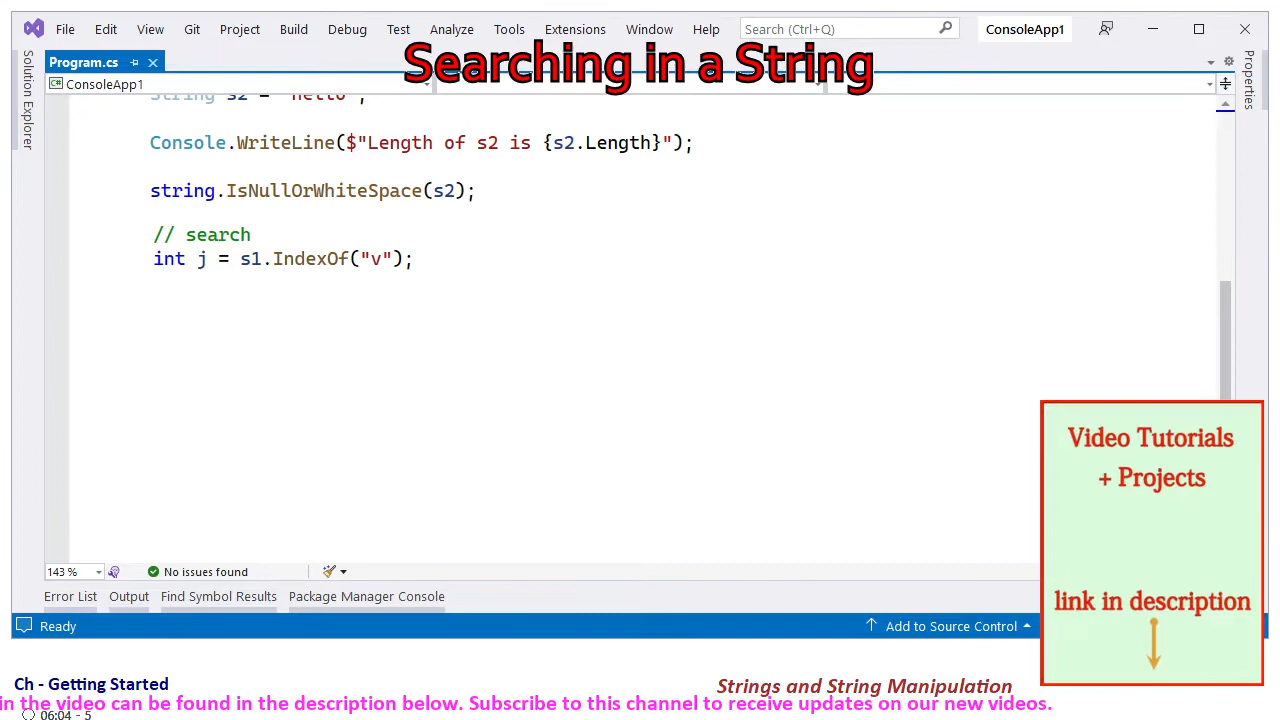 File Edit View Git Project Build Debug Test Analyze Tools Extensions Window Help Search (Ctrl+Q) ConsoleApp1
Searching in a String
Program.cs
Solution Explorer
Properties
ConsoleApp1
String s2 = "hello";
Console.WriteLine($"Length of s2 is {s2.Length}");
string.IsNullOrWhiteSpace(s2);
// search
int j = s1.IndexOf("v");
Video Tutorials
+ Projects
link in description
143 % No issues found
Error List Output Find Symbol Results Package Manager Console
Ready Add to Source Control
Ch - Getting Started
Strings and String Manipulation
in the video can be found in the description below. Subscribe to this channel to receive updates on our new videos.
06:04 - 5